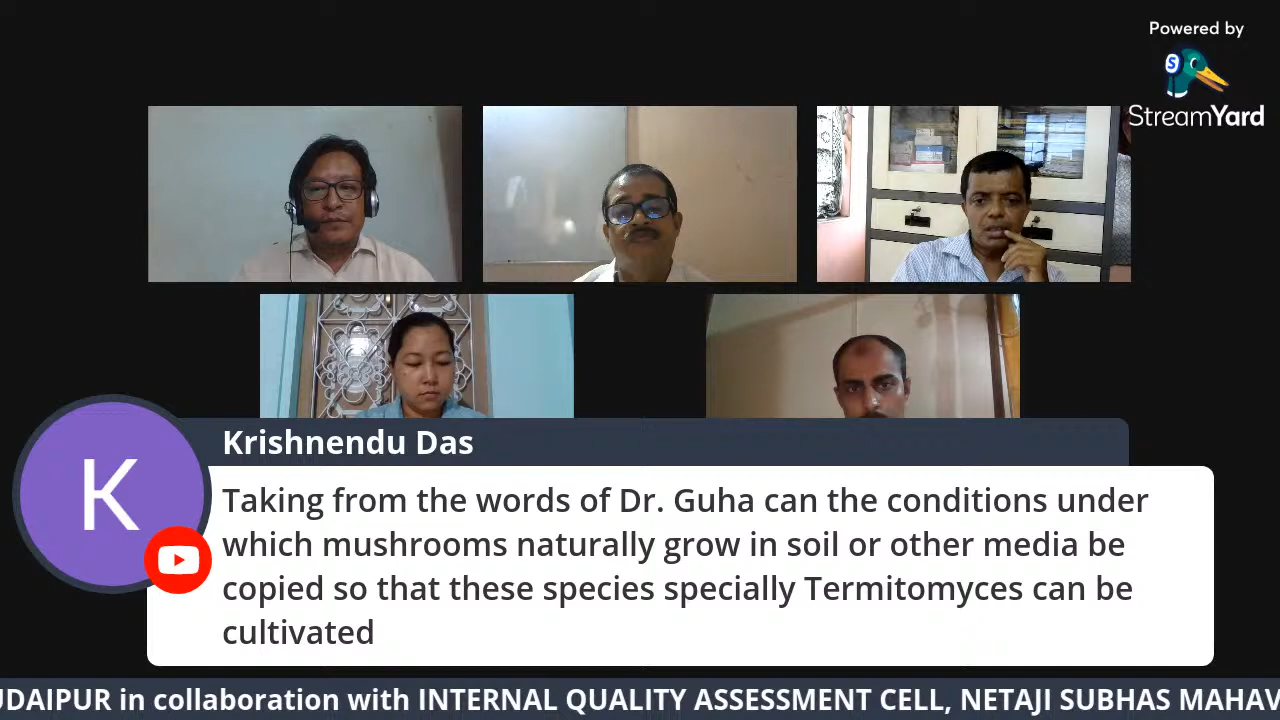 Powered by
S
StreamYard
Krishnendu Das
K
Taking from the words of Dr. Guha can the conditions under
which mushrooms naturally grow in soil or other media be
copied so that these species specially Termitomyces can be
cultivated
UDAIPUR in collaboration with INTERNAL QUALITY ASSESSMENT CELL, NETAJI SUBHAS MAHAV